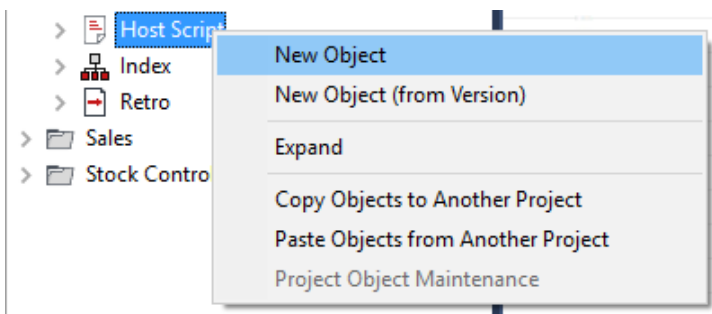 Host Script
Index
Retro
Sales
Stock Contro
New Object
New Object (from Version)
Expand
Copy Objects to Another Project
Paste Objects from Another Project
Project Object Maintenance